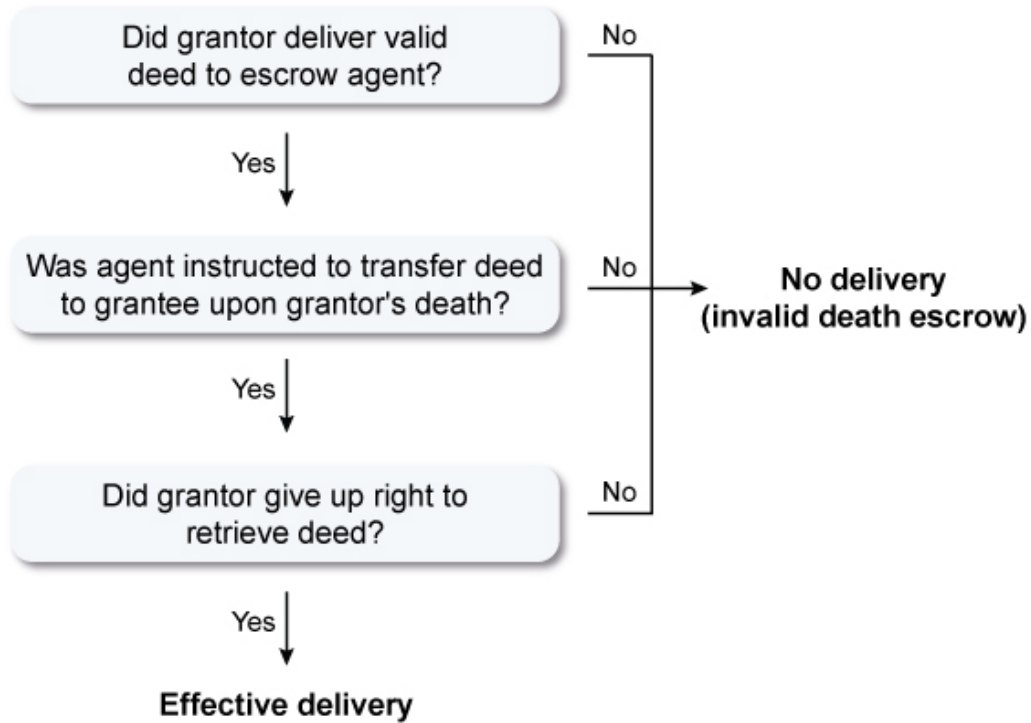 Did grantor deliver valid
deed to escrow agent?
No
Yes
Was agent instructed to transfer deed
to grantee upon grantor's death?
No
No delivery
(invalid death escrow)
Yes
Did grantor give up right to
retrieve deed?
No
Yes
Effective delivery